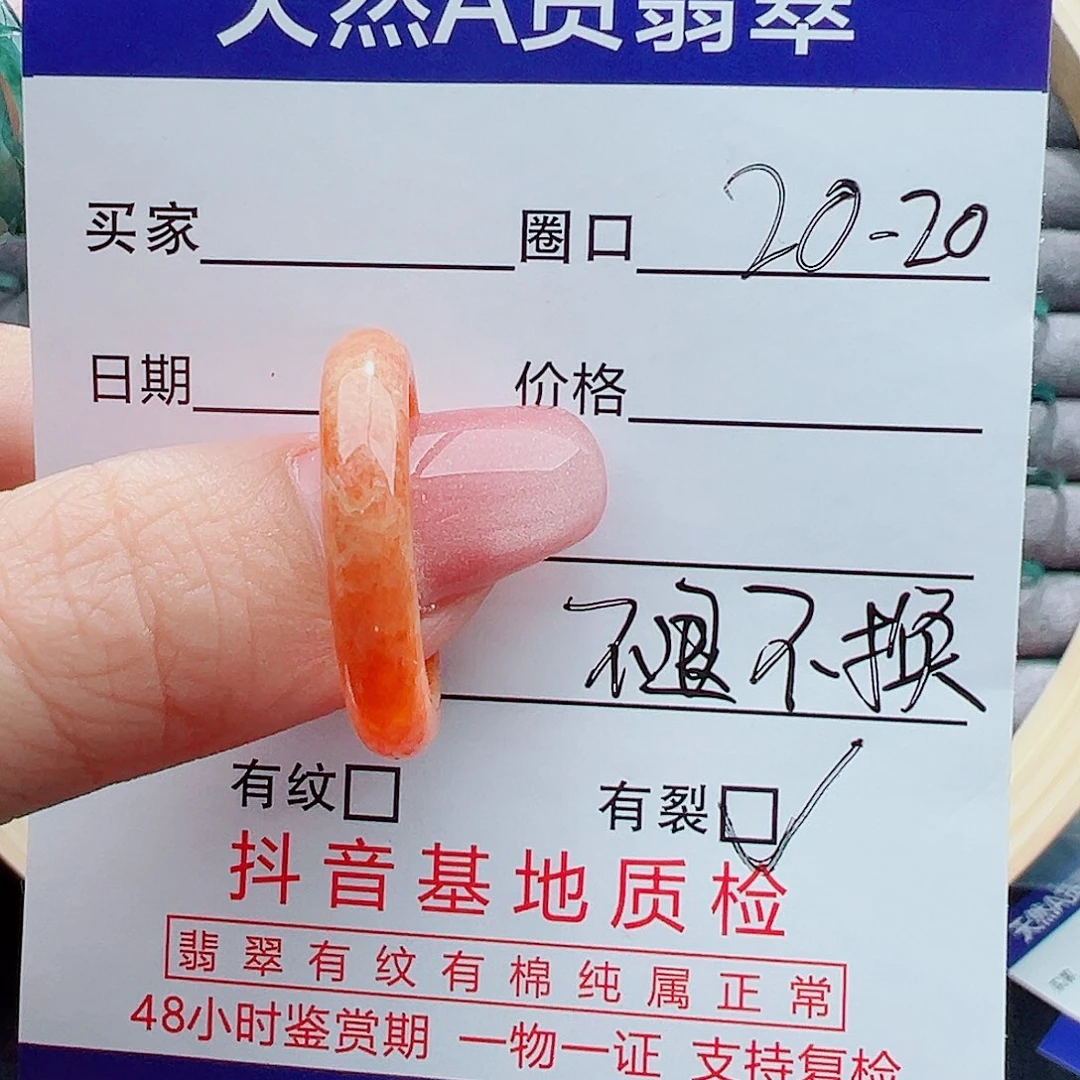 天然A货翡翠
买家 圈口 20-20
日期 价格
不退不换
有纹 有裂
抖音基地质检
翡翠有纹有棉纯属正常
48小时鉴赏期 一物一证 支持复检